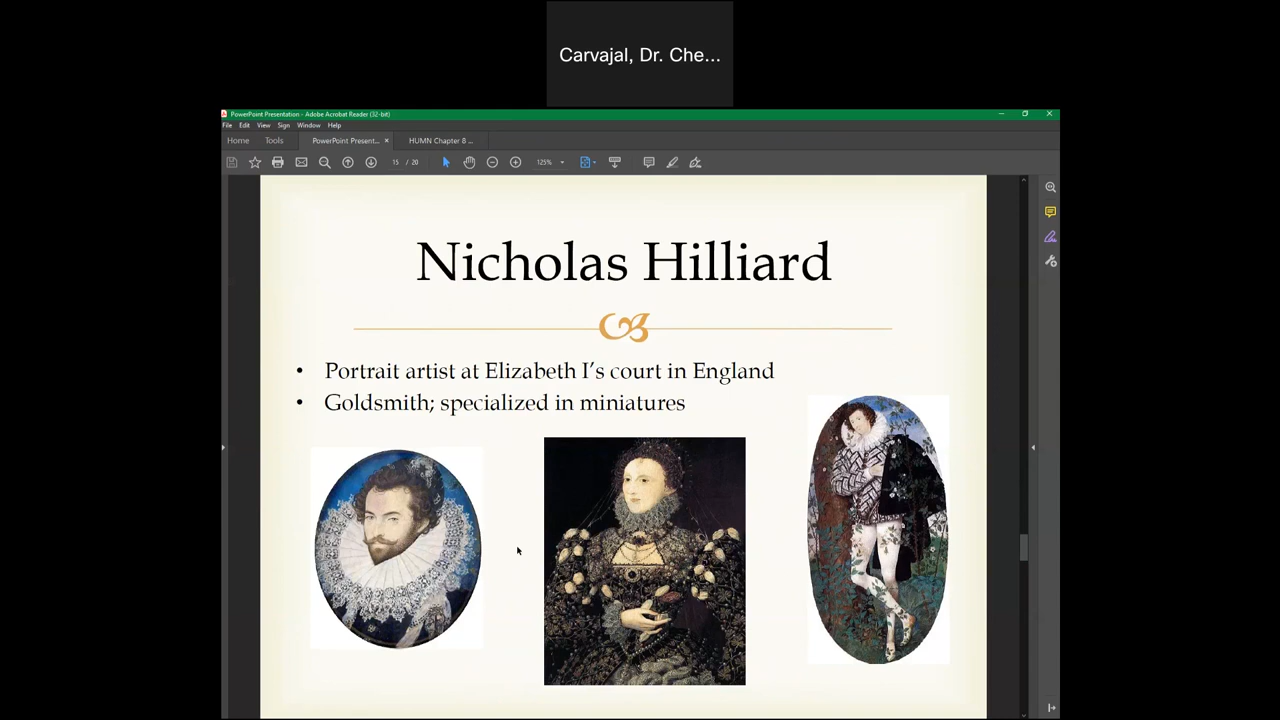 Carvajal, Dr. Che...
PowerPoint Presentation - Adobe Acrobat Reader (32-bit)
File Edit View Sign Window Help
Home Tools PowerPoint Present... × HUMN Chapter 8 ...
15 / 20 125%
Nicholas Hilliard
• Portrait artist at Elizabeth I’s court in England
• Goldsmith; specialized in miniatures